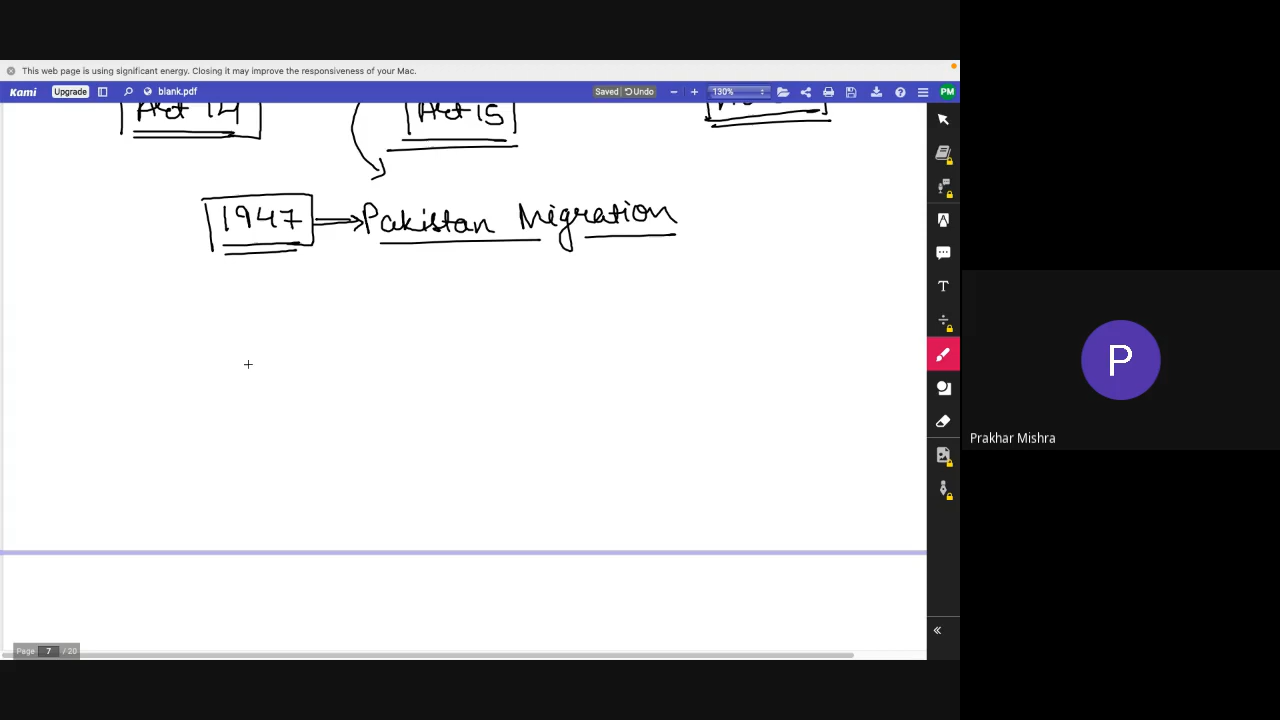 This web page is using significant energy. Closing it may improve the responsiveness of your Mac.
Kami Upgrade blank.pdf Saved Undo 130% PM
Art 14 Art 15
1947 Pakistan Migration
T
P
Prakhar Mishra
Page 7 / 20